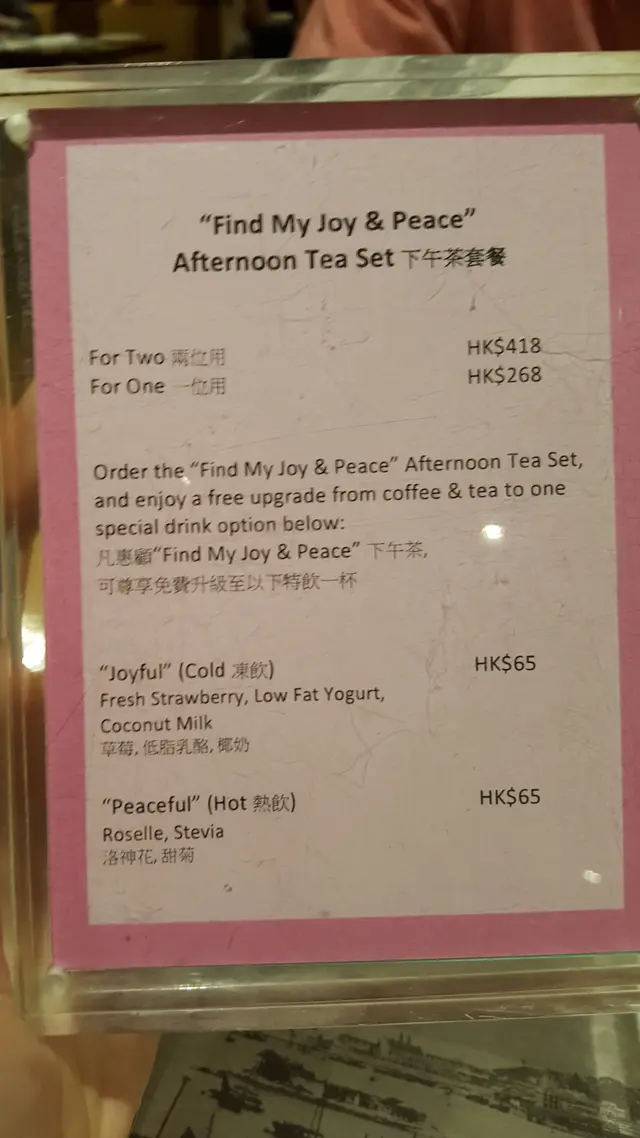 “Find My Joy & Peace”
Afternoon Tea Set 下午茶套餐
For Two 兩位用 HK$418
For One 一位用 HK$268
Order the “Find My Joy & Peace” Afternoon Tea Set,
and enjoy a free upgrade from coffee & tea to one
special drink option below:
凡惠顧“Find My Joy & Peace” 下午茶,
可尊享免費升級至以下特飲一杯
“Joyful” (Cold 凍飲) HK$65
Fresh Strawberry, Low Fat Yogurt,
Coconut Milk
草莓, 低脂乳酪, 椰奶
“Peaceful” (Hot 熱飲) HK$65
Roselle, Stevia
洛神花, 甜菊